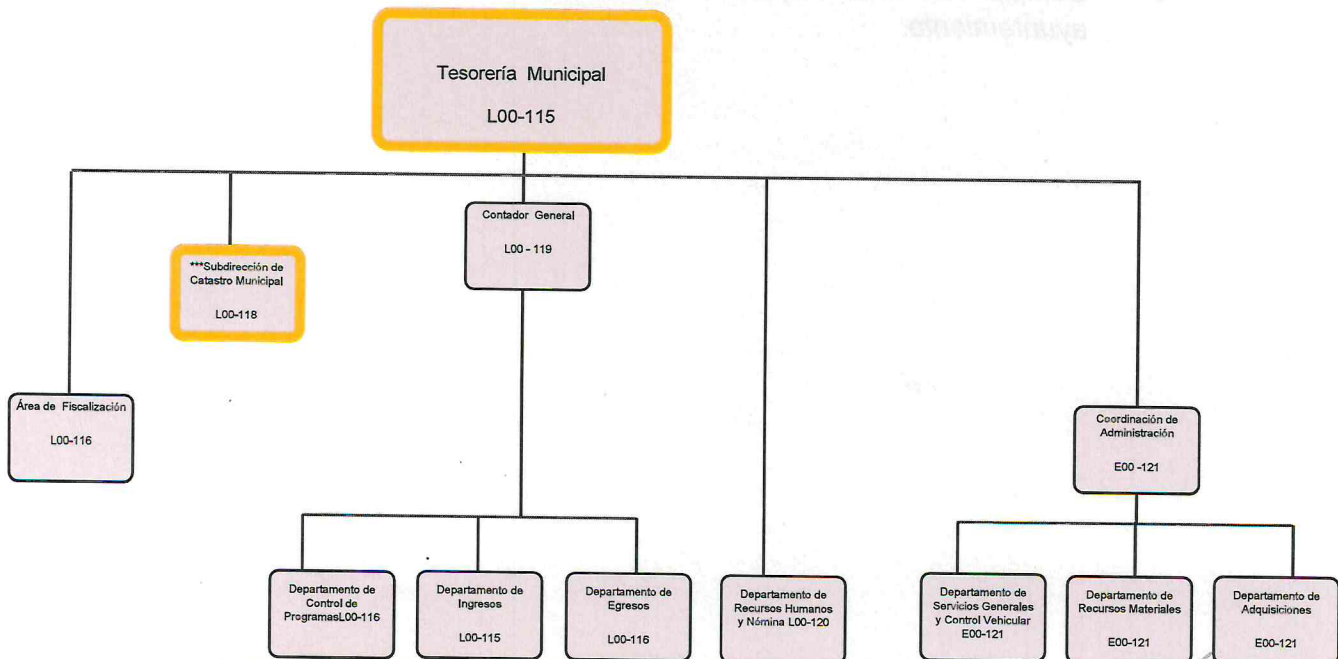 ayuntamiento.
Tesorería Municipal
L00-115
Contador General
L00 - 119
***Subdirección de
Catastro Municipal
L00-118
Área de Fiscalización
L00-116
Coordinación de
Administración
E00 -121
Departamento de
Control de
ProgramasL00-116
Departamento de
Ingresos
L00-115
Departamento de
Egresos
L00-116
Departamento de
Recursos Humanos
y Nómina L00-120
Departamento de
Servicios Generales
y Control Vehicular
E00-121
Departamento de
Recursos Materiales
E00-121
Departamento de
Adquisiciones
E00-121